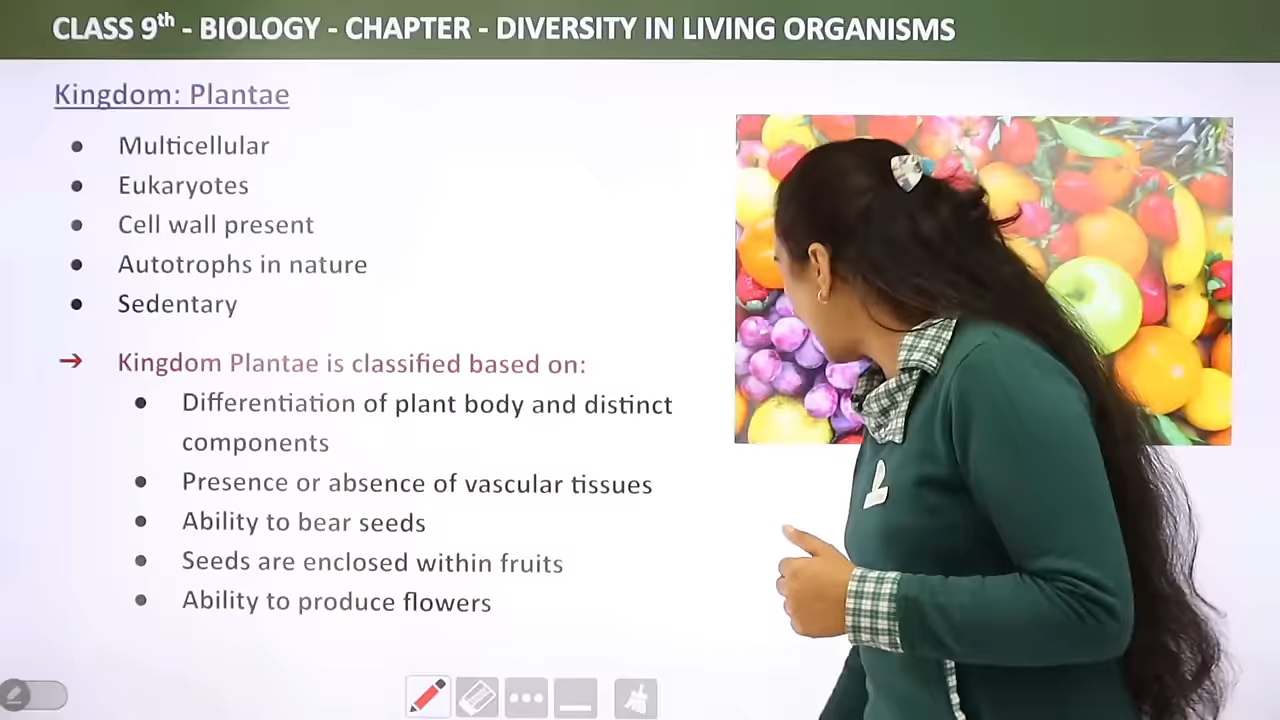 CLASS 9th - BIOLOGY - CHAPTER - DIVERSITY IN LIVING ORGANISMS
Kingdom: Plantae
● Multicellular
● Eukaryotes
● Cell wall present
● Autotrophs in nature
● Sedentary
➔ Kingdom Plantae is classified based on:
● Differentiation of plant body and distinct
components
● Presence or absence of vascular tissues
● Ability to bear seeds
● Seeds are enclosed within fruits
● Ability to produce flowers